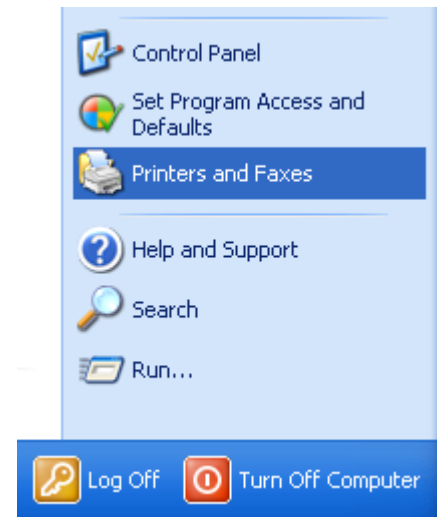 Control Panel
Set Program Access and
Defaults
Printers and Faxes
Help and Support
Search
Run...
Log Off Turn Off Computer